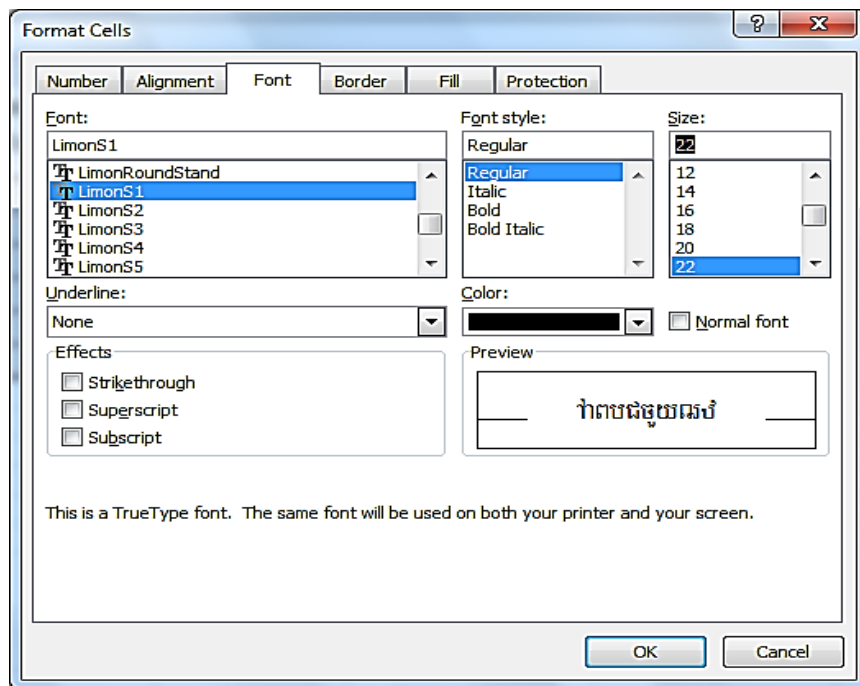 Format Cells
Number Alignment Font Border Fill Protection
Font: Font style: Size:
LimonS1 Regular 22
LimonRoundStand Regular 12
LimonS1 Italic 14
LimonS2 Bold 16
LimonS3 Bold Italic 18
LimonS4 20
LimonS5 22
Underline: Color:
None Normal font
Effects Preview
Strikethrough
Superscript
Subscript
This is a TrueType font. The same font will be used on both your printer and your screen.
OK Cancel